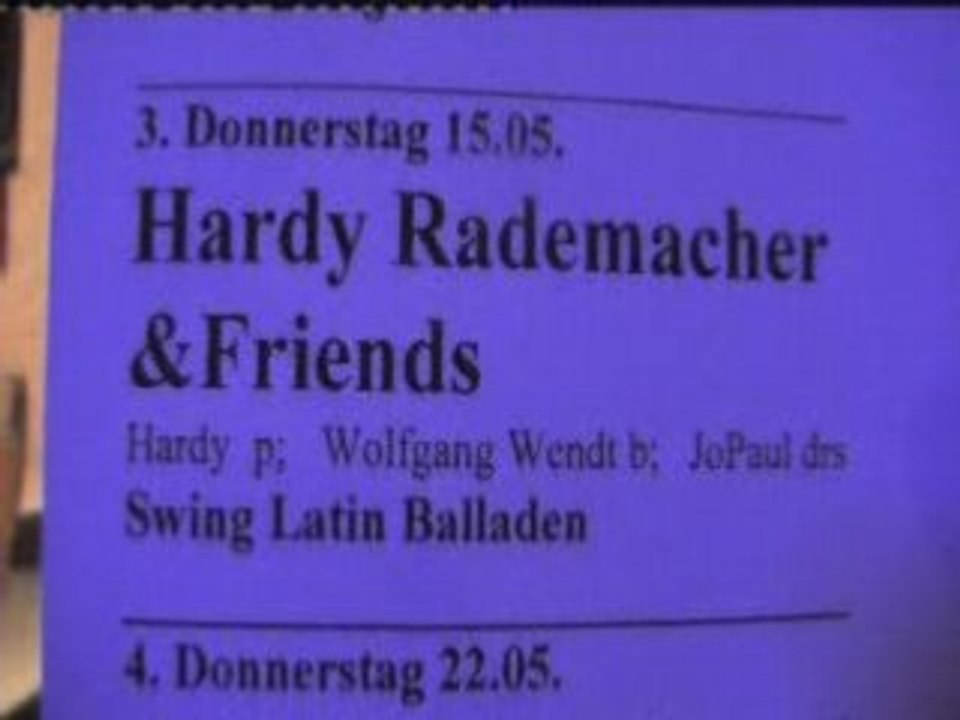 3. Donnerstag 15.05.
Hardy Rademacher
&Friends
Hardy p; Wolfgang Wendt b; JoPaul drs
Swing Latin Balladen
4. Donnerstag 22.05.